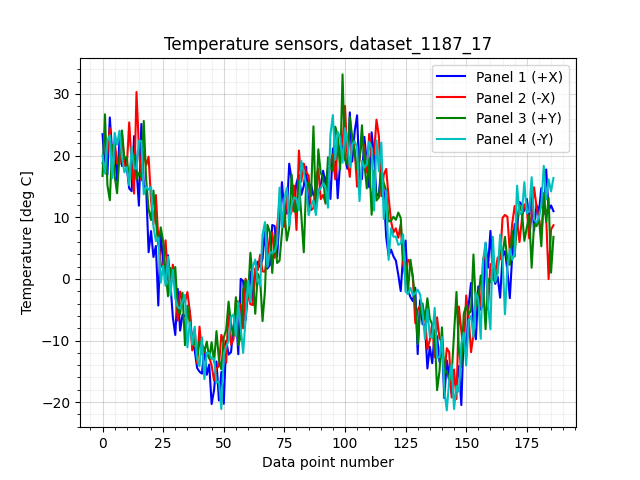 Temperature sensors, dataset_1187_17
Panel 1 (+X)
Panel 2 (-X)
Panel 3 (+Y)
Panel 4 (-Y)
Temperature [deg C]
30
20
10
0
−10
−20
0 25 50 75 100 125 150 175
Data point number